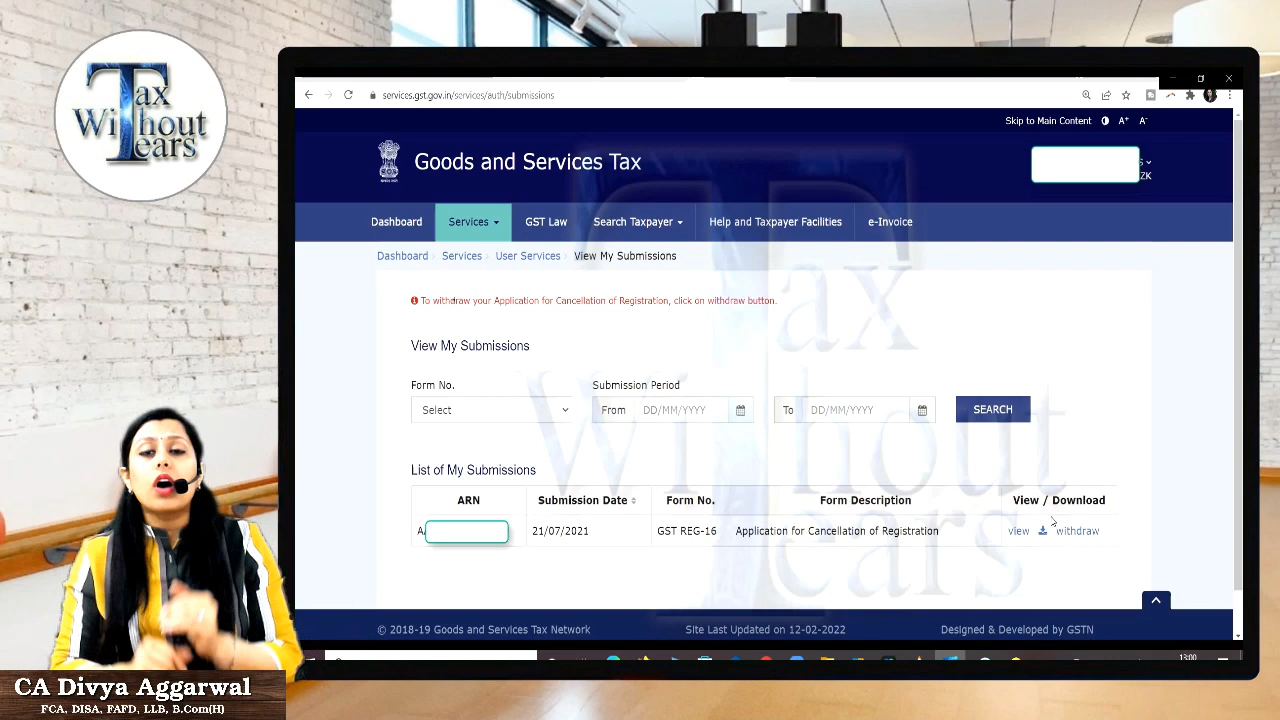 Tax
Without
Tears
services.gst.gov.in/services/auth/submissions
Skip to Main Content A+ A-
Goods and Services Tax
S
ZK
Dashboard Services GST Law Search Taxpayer Help and Taxpayer Facilities e-Invoice
Dashboard Services User Services View My Submissions
To withdraw your Application for Cancellation of Registration, click on withdraw button.
View My Submissions
Form No. Submission Period
Select From DD/MM/YYYY To DD/MM/YYYY SEARCH
List of My Submissions
ARN Submission Date Form No. Form Description View / Download
A 21/07/2021 GST REG-16 Application for Cancellation of Registration view withdraw
Tax
Without
Tears
© 2018-19 Goods and Services Tax Network Site Last Updated on 12-02-2022 Designed & Developed by GSTN
13:00
CA Divya Aggarwal
FCA, DISA, FAFD, LLB, B.Com(H)